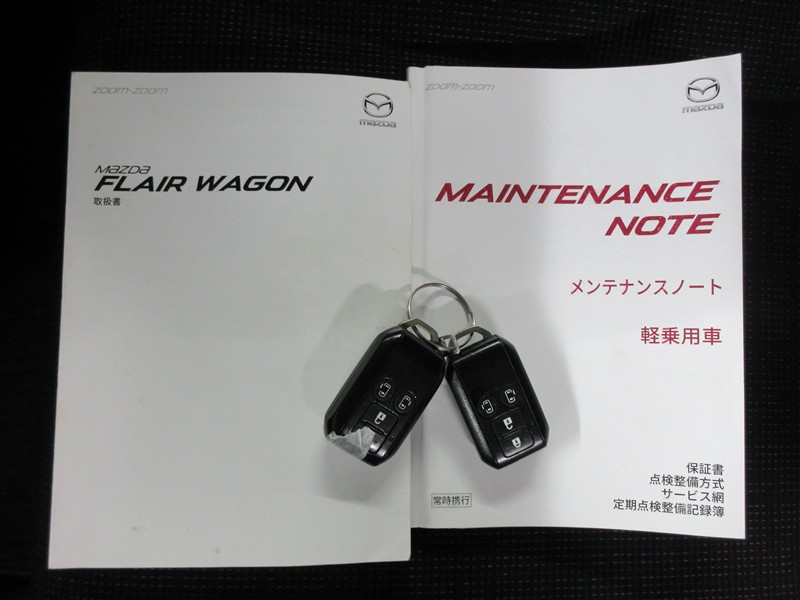 zoom-zoom
mazda
MAZDA
FLAIR WAGON
取扱書
zoom-zoom
mazda
MAINTENANCE
NOTE
メンテナンスノート
軽乗用車
保証書
点検整備方式
サービス網
定期点検整備記録簿
常時携行